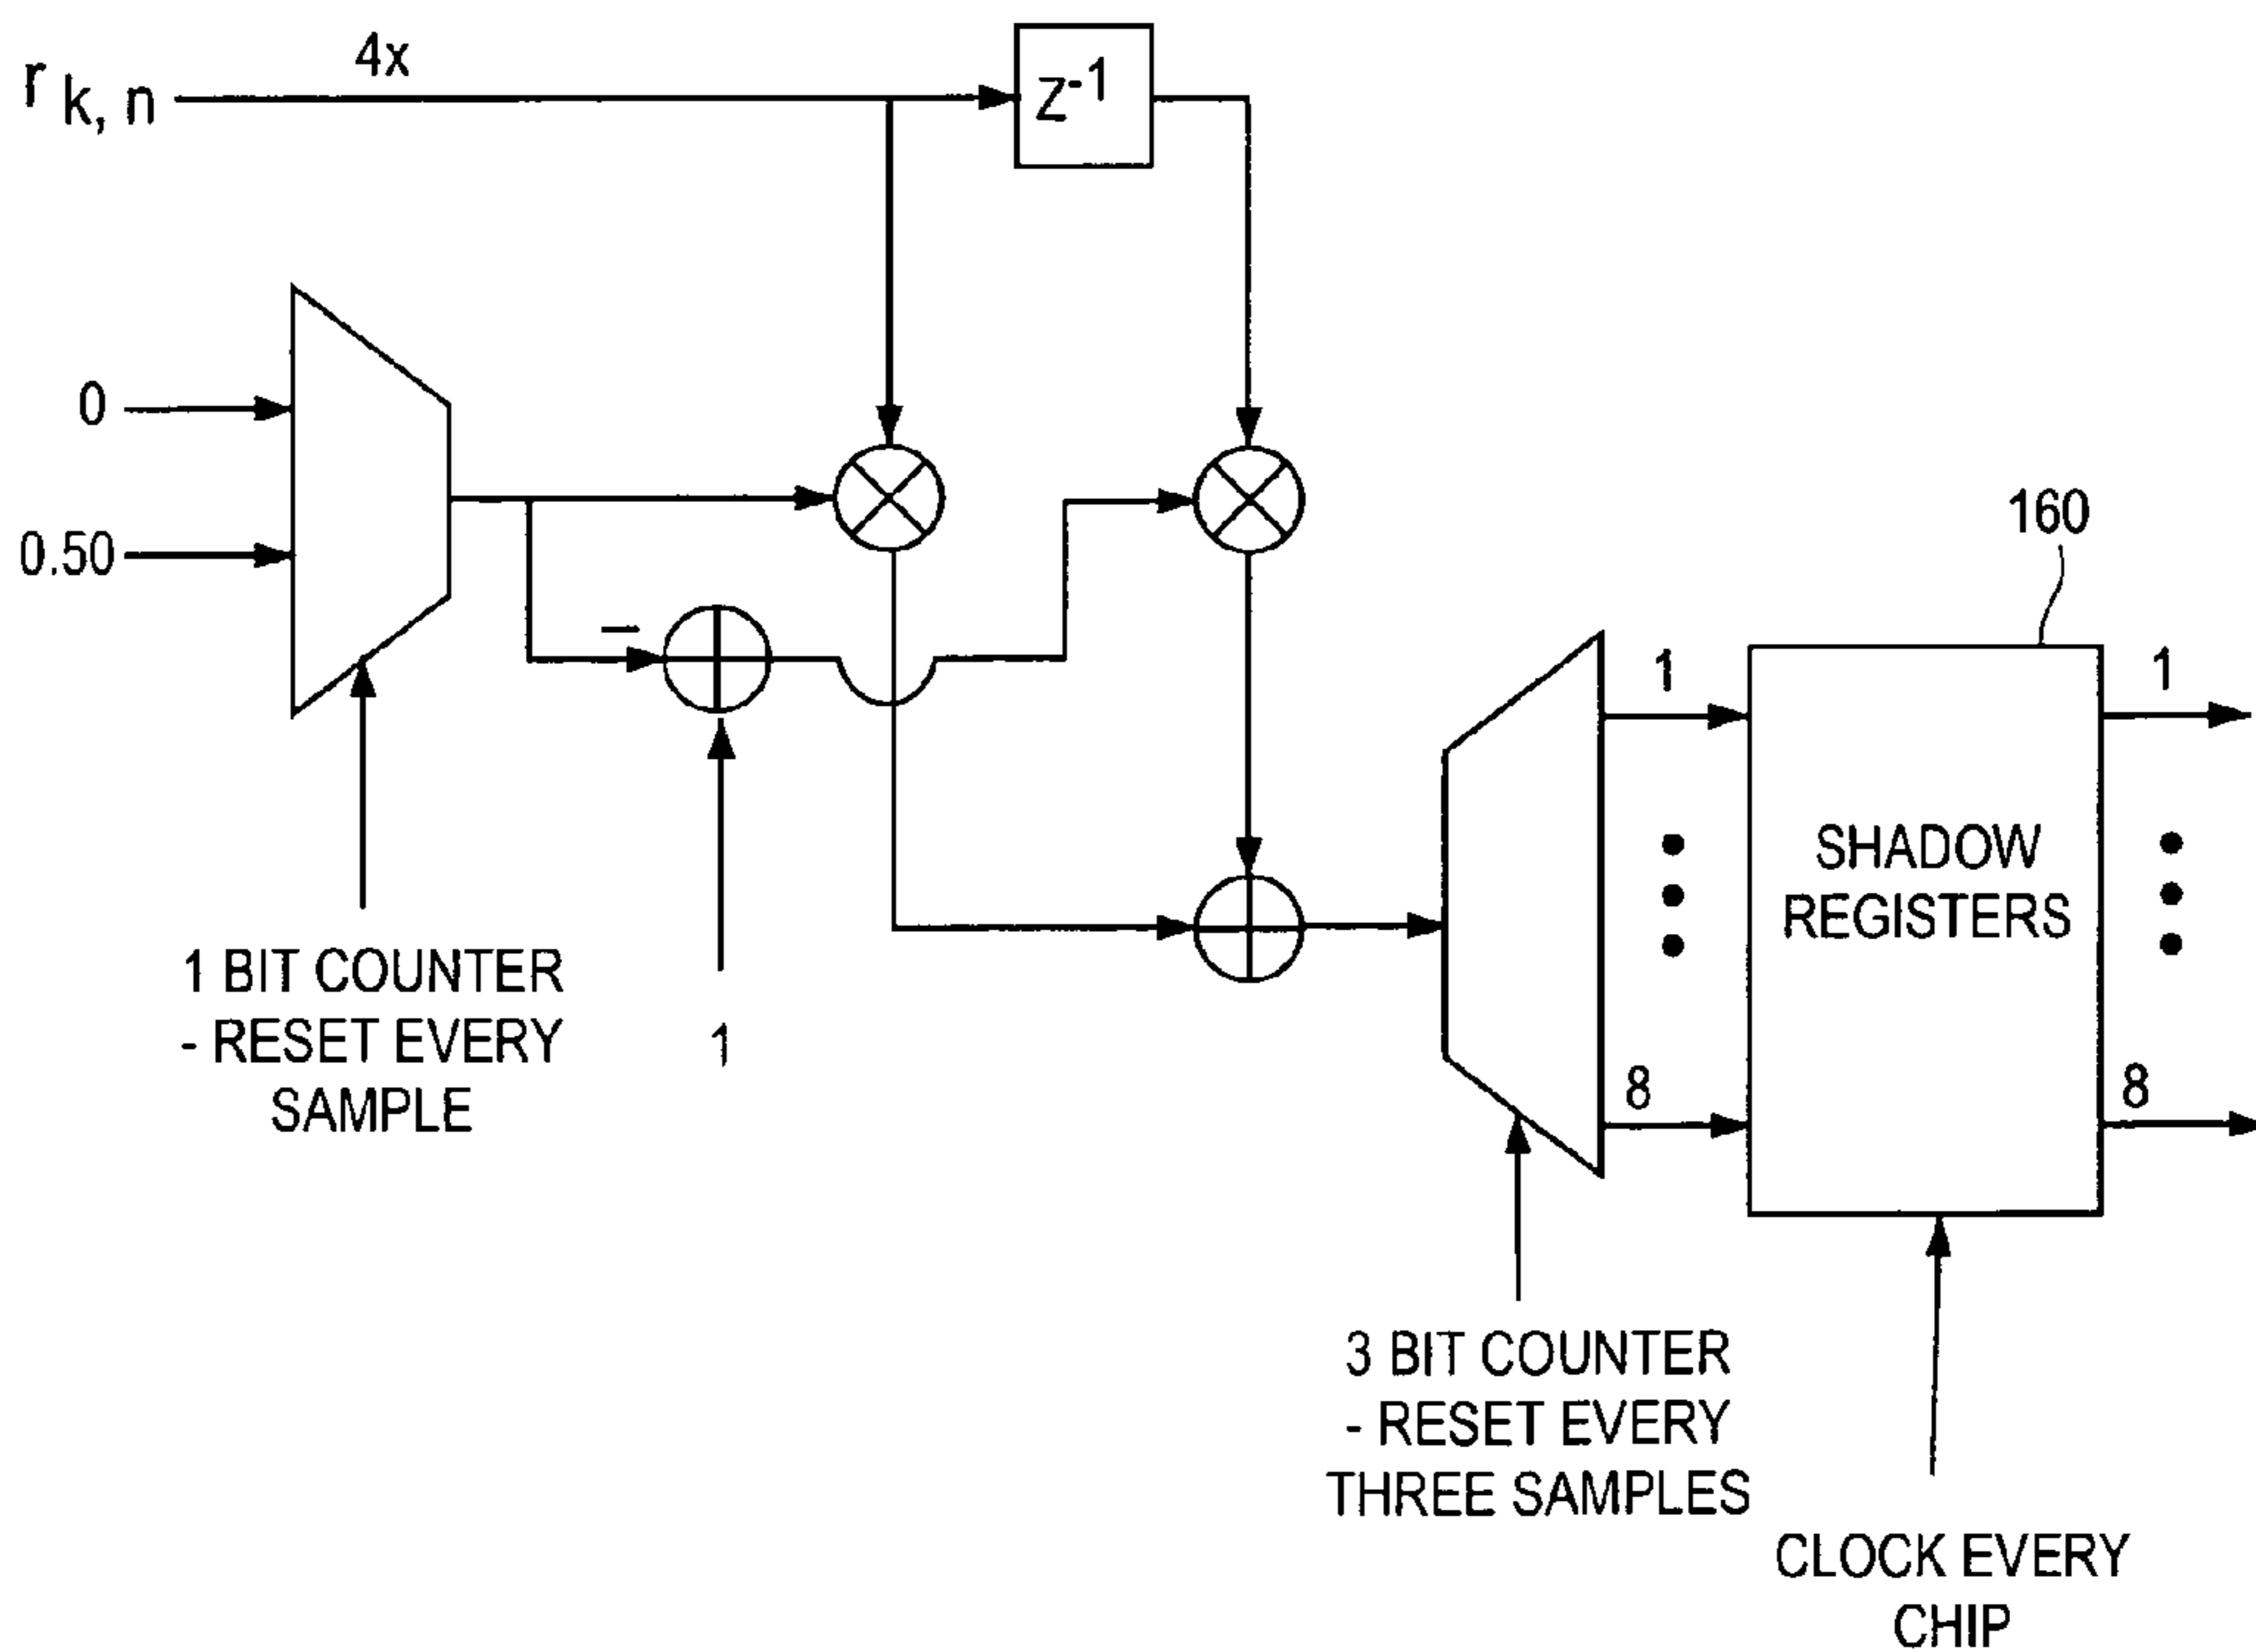 r k, n
4x
Z-1
0
0.50
160
1
1
SHADOW
REGISTERS
8
8
1 BIT COUNTER
- RESET EVERY
SAMPLE
1
3 BIT COUNTER
- RESET EVERY
THREE SAMPLES
CLOCK EVERY
CHIP